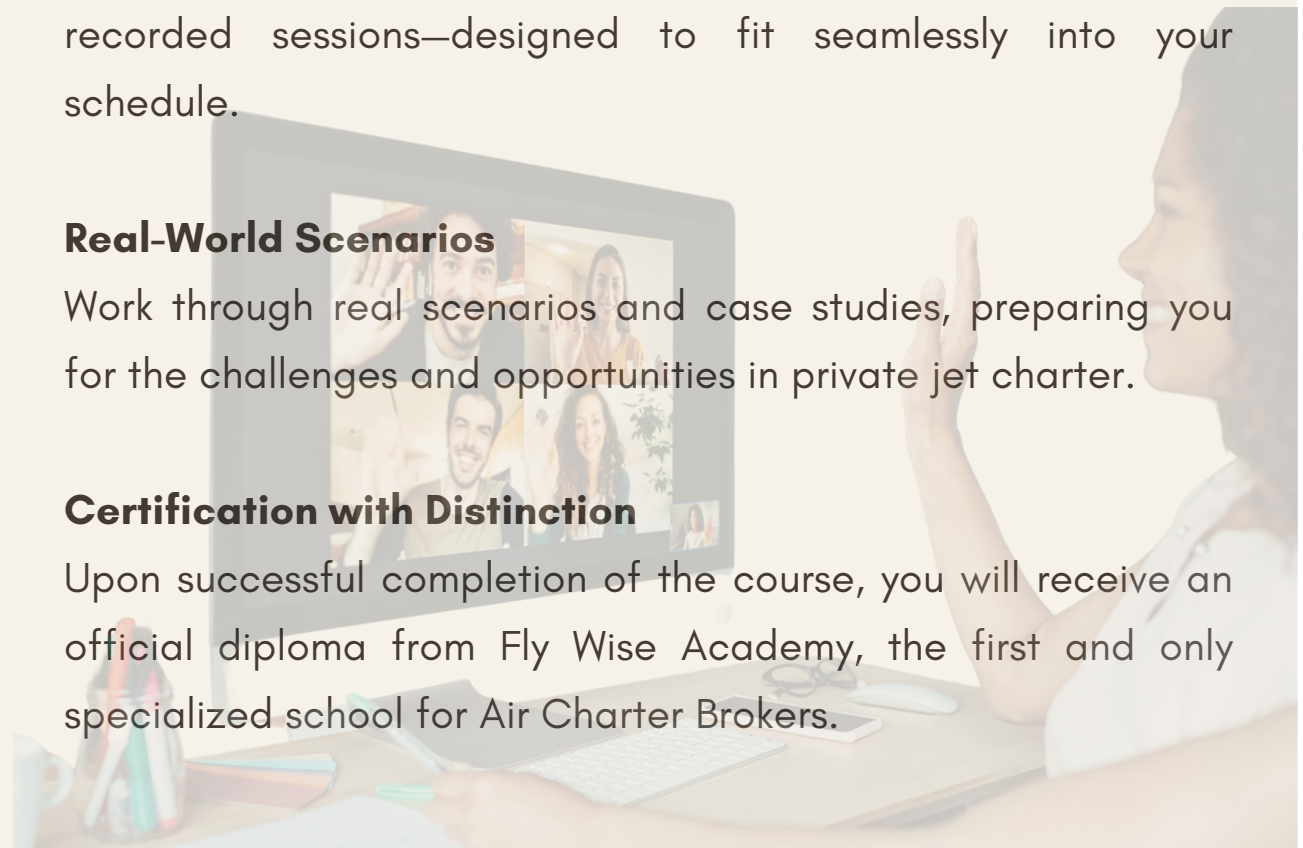 recorded sessions—designed to fit seamlessly into your
schedule.
Real-World Scenarios
Work through real scenarios and case studies, preparing you
for the challenges and opportunities in private jet charter.
Certification with Distinction
Upon successful completion of the course, you will receive an
official diploma from Fly Wise Academy, the first and only
specialized school for Air Charter Brokers.